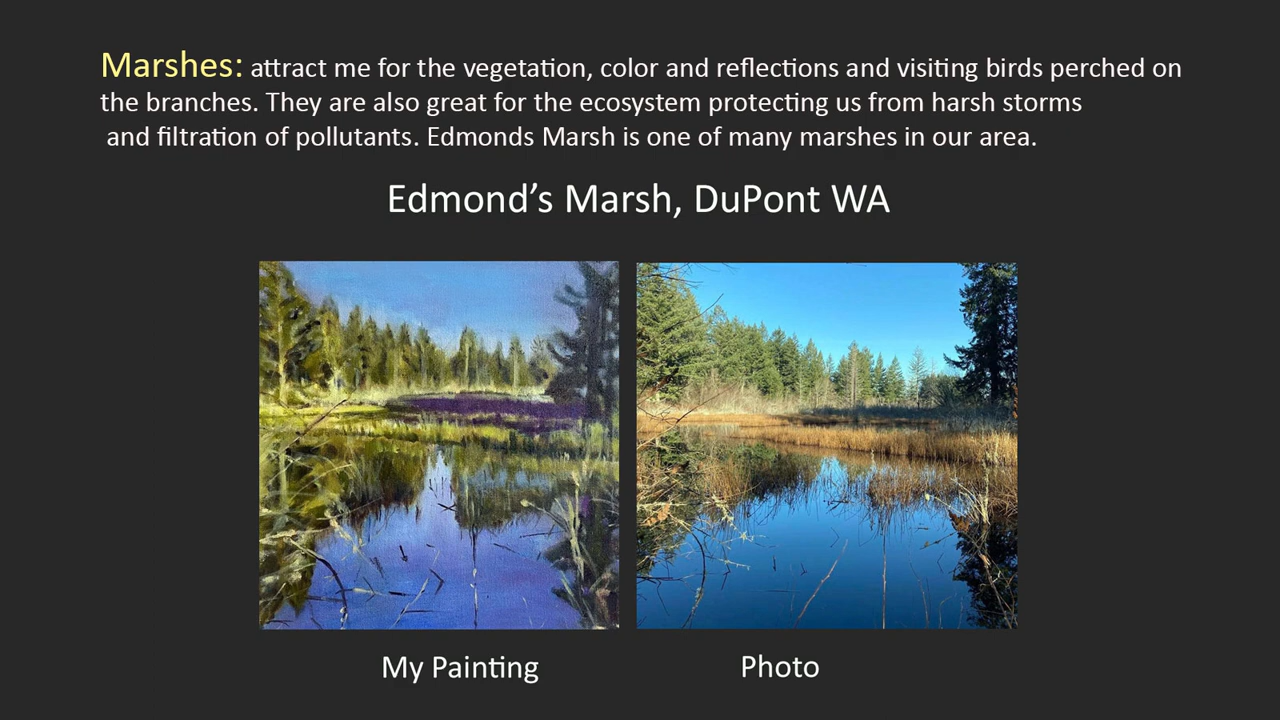 Marshes: attract me for the vegetation, color and reflections and visiting birds perched on
the branches. They are also great for the ecosystem protecting us from harsh storms
and filtration of pollutants. Edmonds Marsh is one of many marshes in our area.
Edmond’s Marsh, DuPont WA
My Painting
Photo